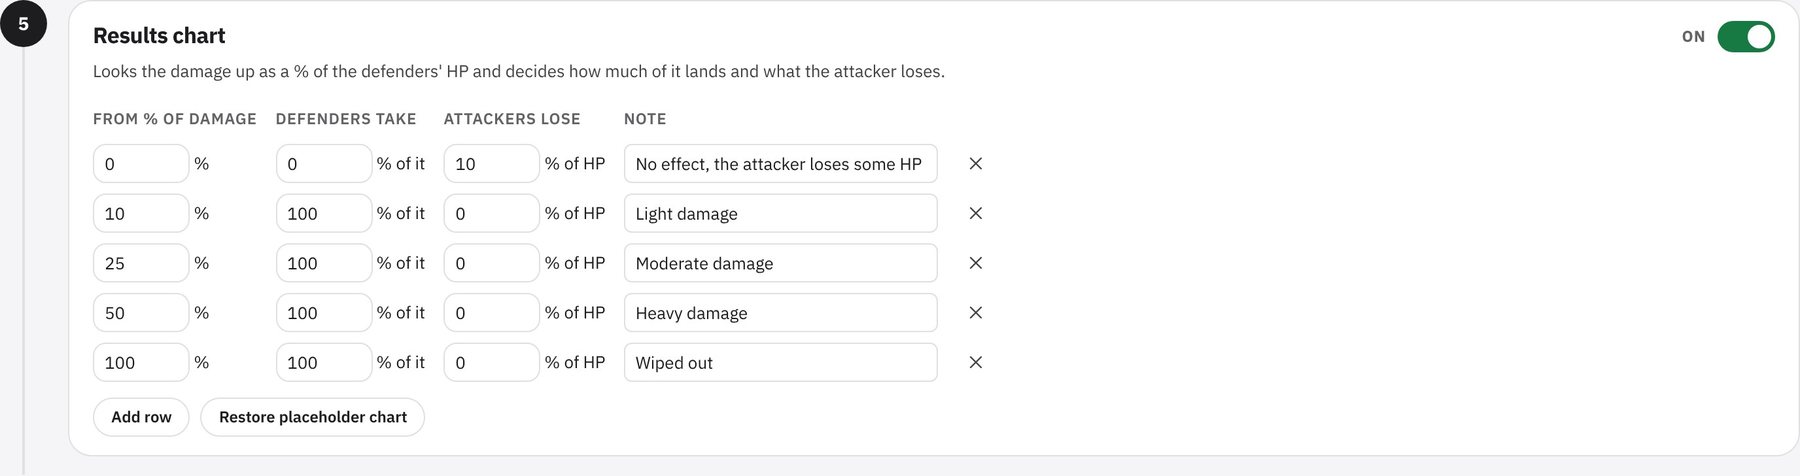 5
Results chart
ON
Looks the damage up as a % of the defenders' HP and decides how much of it lands and what the attacker loses.
FROM % OF DAMAGE DEFENDERS TAKE ATTACKERS LOSE NOTE
0 % 0 % of it 10 % of HP No effect, the attacker loses some HP ×
10 % 100 % of it 0 % of HP Light damage ×
25 % 100 % of it 0 % of HP Moderate damage ×
50 % 100 % of it 0 % of HP Heavy damage ×
100 % 100 % of it 0 % of HP Wiped out ×
Add row Restore placeholder chart